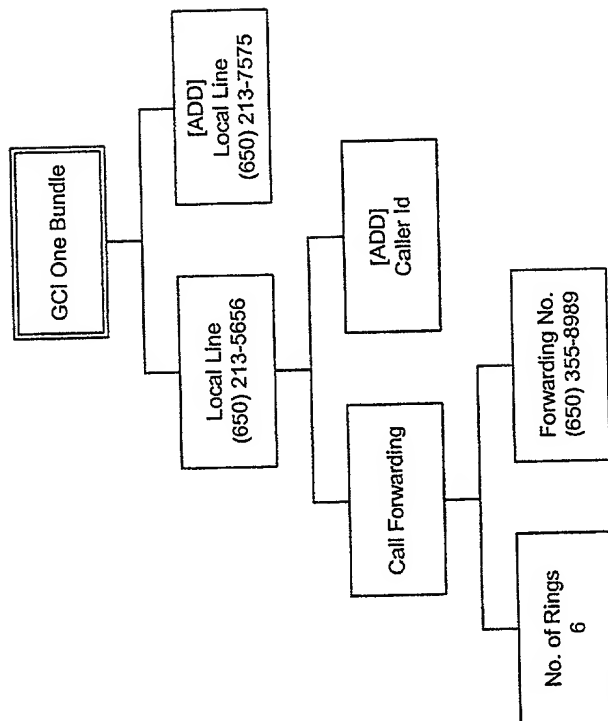 GCI One Bundle
Local Line
(650) 213-5656
[ADD]
Local Line
(650) 213-7575
Call Forwarding
[ADD]
Caller Id
No. of Rings
6
Forwarding No.
(650) 355-8989